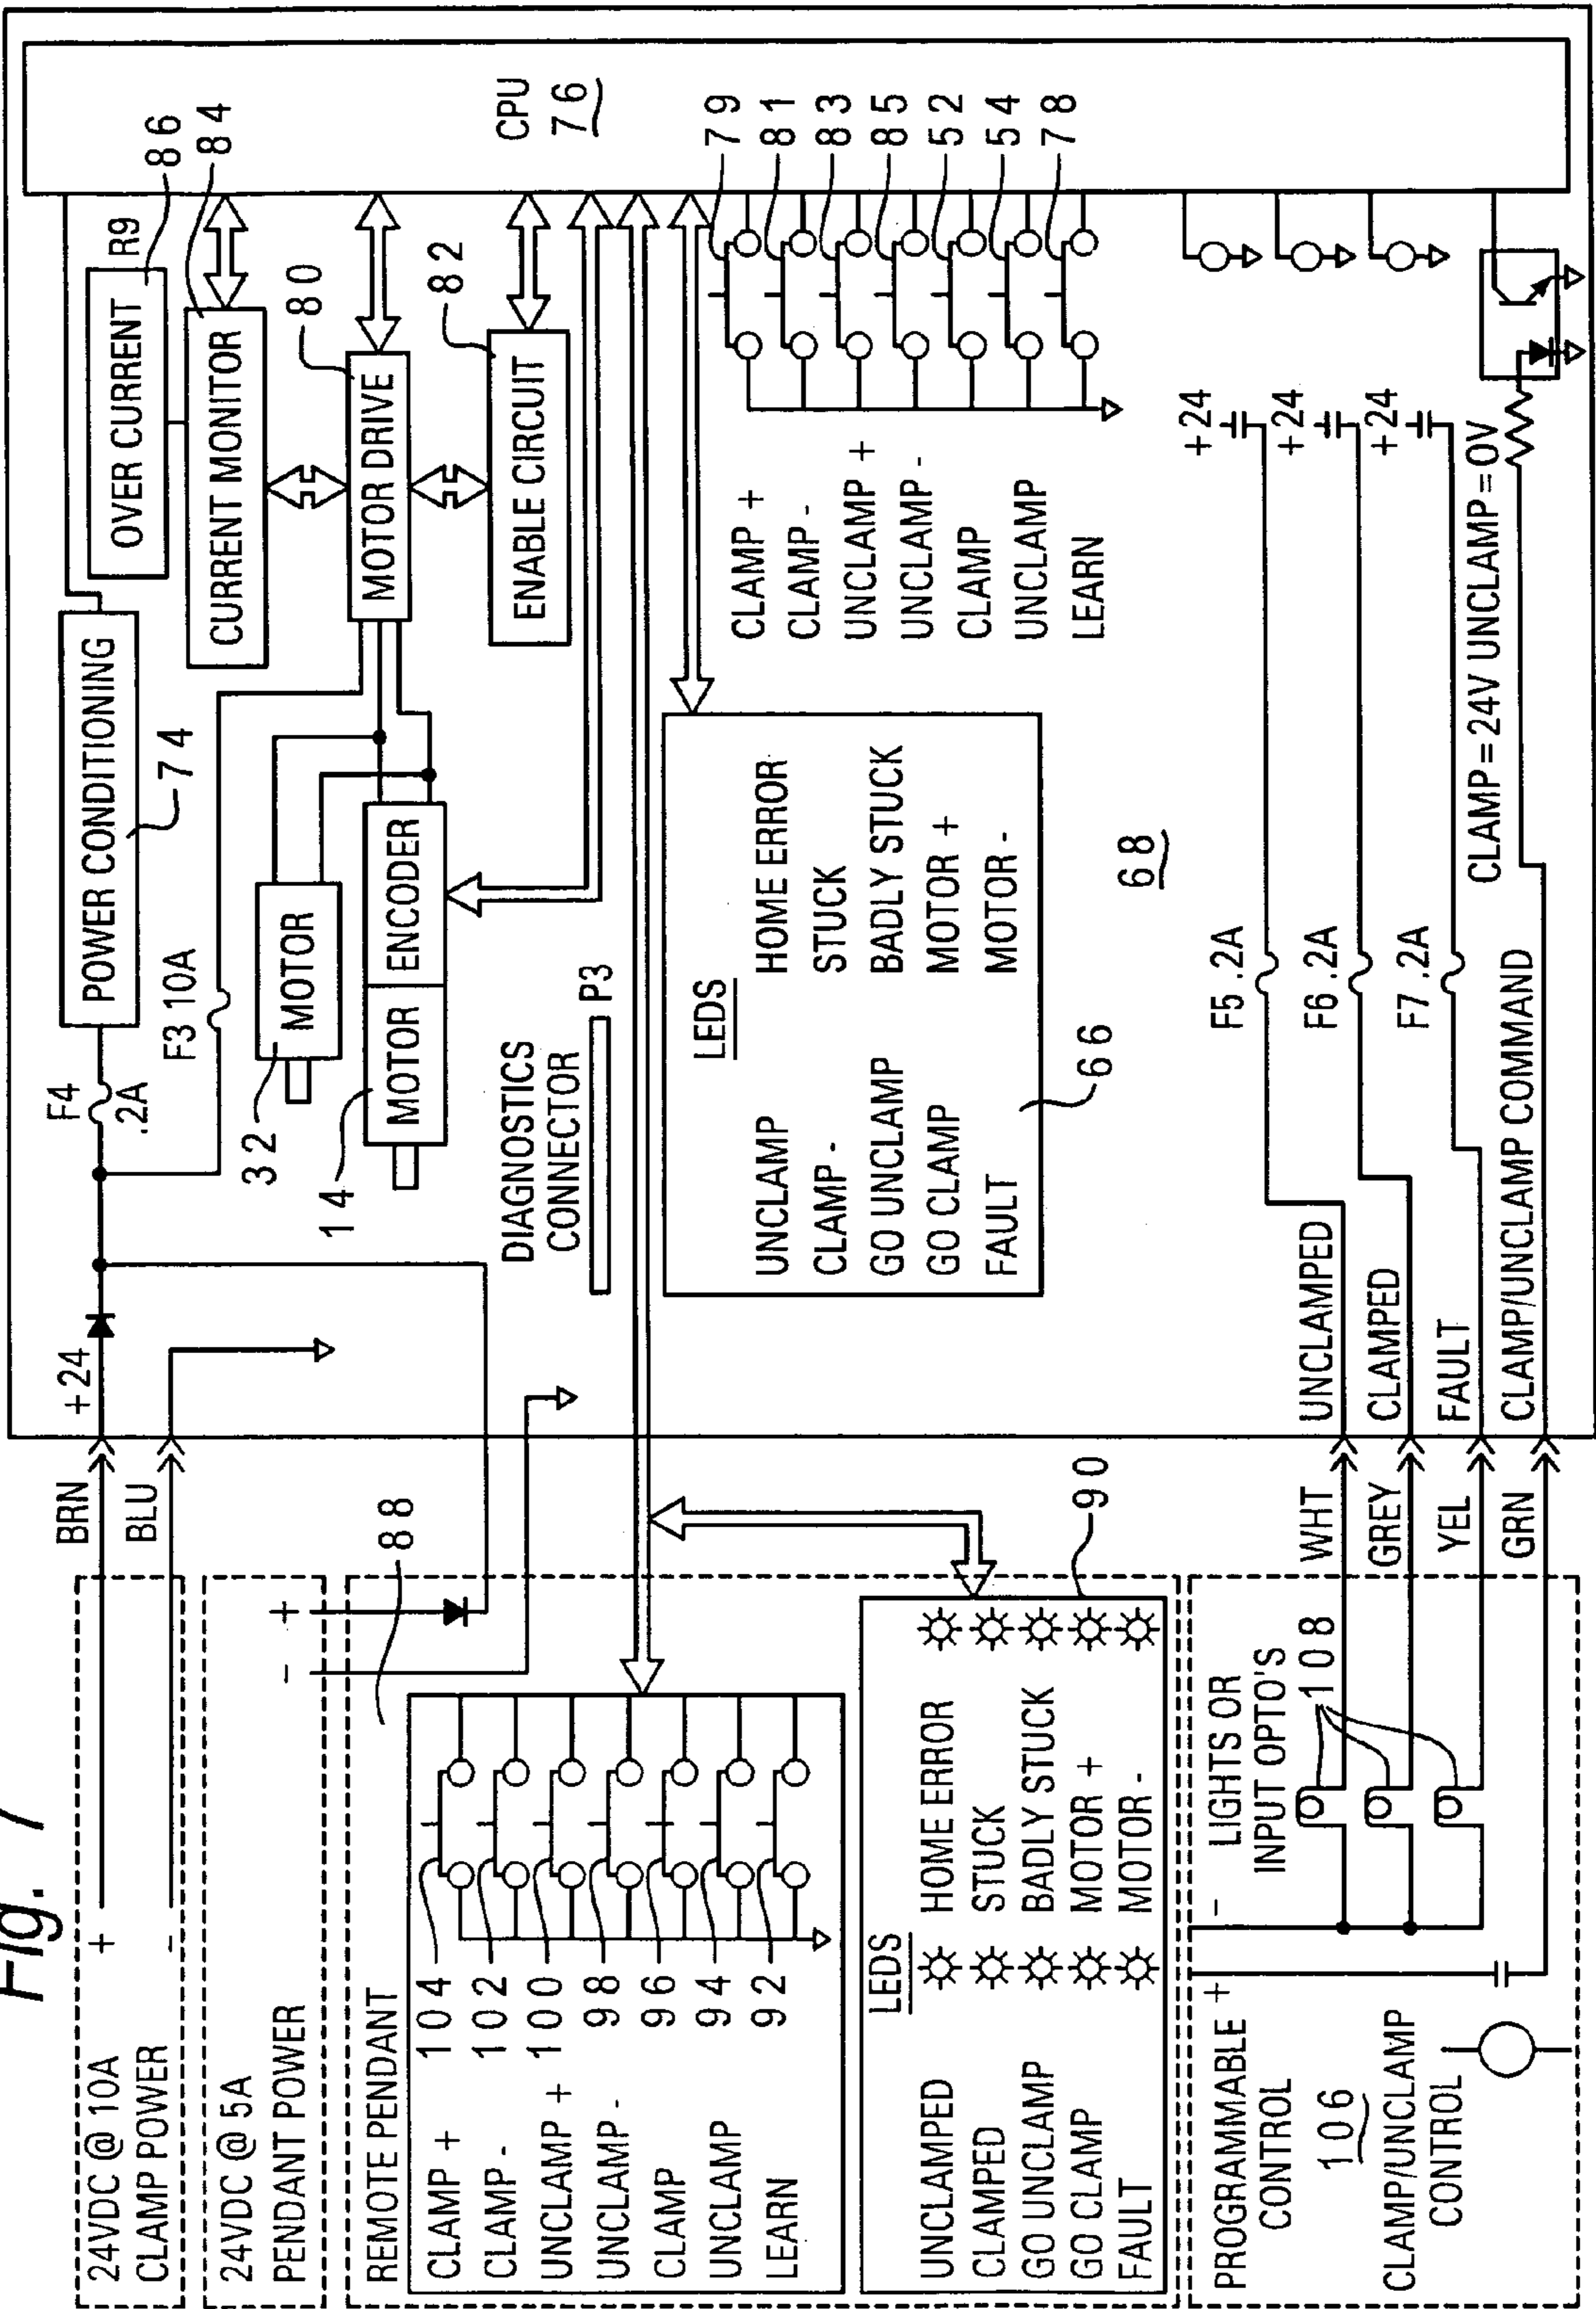 Fig. 7
24VDC @ 10A
CLAMP POWER
+
-
BRN
BLU
24VDC @ 5A
PENDANT POWER
-
+
REMOTE PENDANT
88
CLAMP + 104
CLAMP - 102
UNCLAMP + 100
UNCLAMP - 98
CLAMP 96
UNCLAMP 94
LEARN 92
LEDS
UNCLAMPED HOME ERROR
CLAMPED STUCK
GO UNCLAMP BADLY STUCK
GO CLAMP MOTOR +
FAULT MOTOR -
90
PROGRAMMABLE +
CONTROL
106
CLAMP/UNCLAMP
CONTROL
- LIGHTS OR
INPUT OPTO'S
108
WHT
GREY
YEL
GRN
+24
F4
.2A
POWER CONDITIONING
74
F3 10A
OVER CURRENT
R9
86
CURRENT MONITOR
84
MOTOR
32
MOTOR ENCODER
14
MOTOR DRIVE
80
ENABLE CIRCUIT
82
CPU
76
DIAGNOSTICS
CONNECTOR
P3
LEDS
UNCLAMP HOME ERROR
CLAMP - STUCK
GO UNCLAMP BADLY STUCK
GO CLAMP MOTOR +
FAULT MOTOR -
66
CLAMP + 79
CLAMP - 81
UNCLAMP + 83
UNCLAMP - 85
CLAMP 52
UNCLAMP 54
LEARN 78
68
UNCLAMPED F5 .2A +24
CLAMPED F6 .2A +24
FAULT F7 .2A +24
CLAMP/UNCLAMP COMMAND
CLAMP=24V UNCLAMP=0V